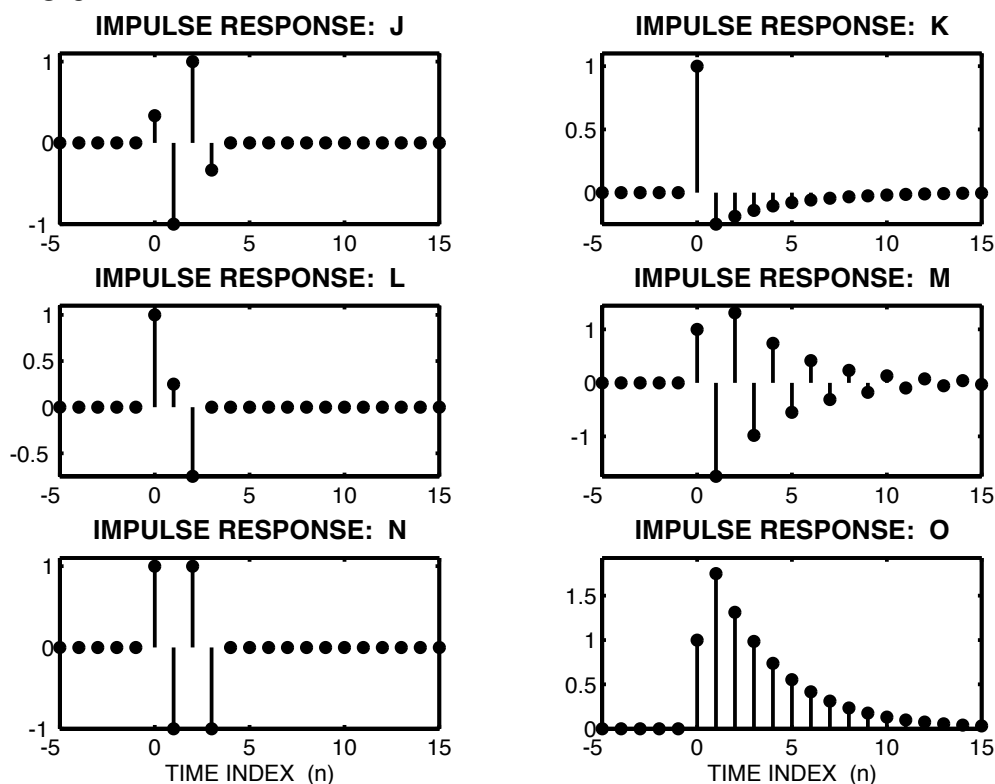 IMPULSE RESPONSE: J
1
0
-1
-5 0 5 10 15
IMPULSE RESPONSE: K
1
0.5
0
-5 0 5 10 15
IMPULSE RESPONSE: L
1
0.5
0
-0.5
-5 0 5 10 15
IMPULSE RESPONSE: M
1
0
-1
-5 0 5 10 15
IMPULSE RESPONSE: N
1
0
-1
-5 0 5 10 15
TIME INDEX (n)
IMPULSE RESPONSE: O
1.5
1
0.5
0
-5 0 5 10 15
TIME INDEX (n)